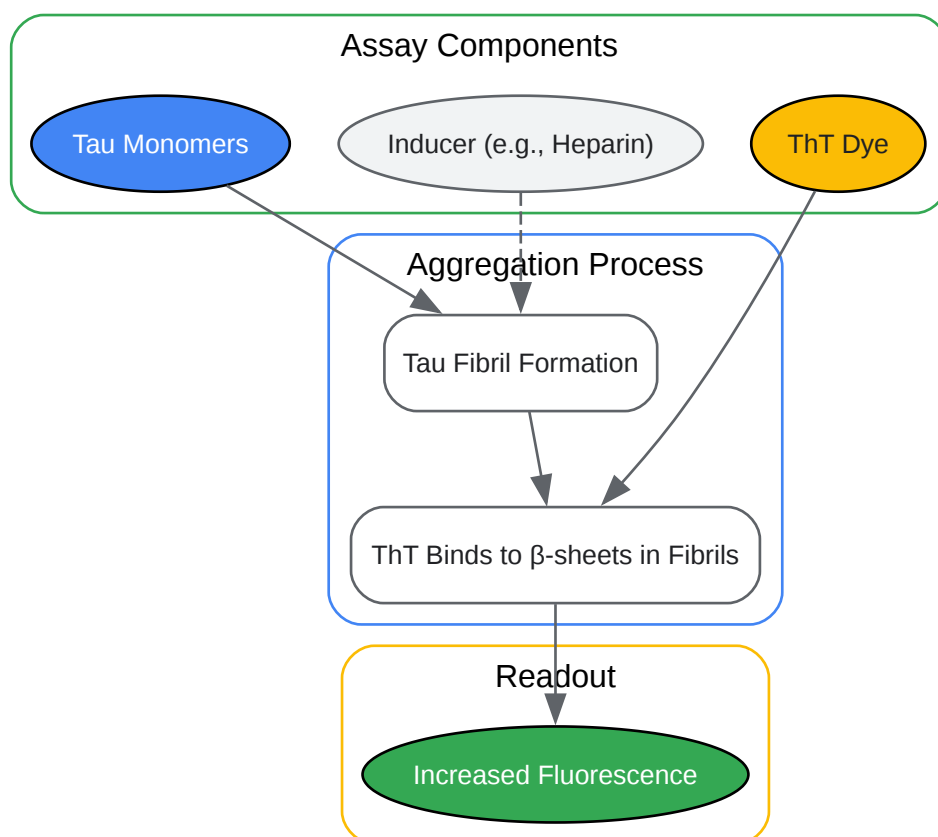 Assay Components
Tau Monomers
Inducer (e.g., Heparin)
ThT Dye
Aggregation Process
Tau Fibril Formation
ThT Binds to β-sheets in Fibrils
Readout
Increased Fluorescence